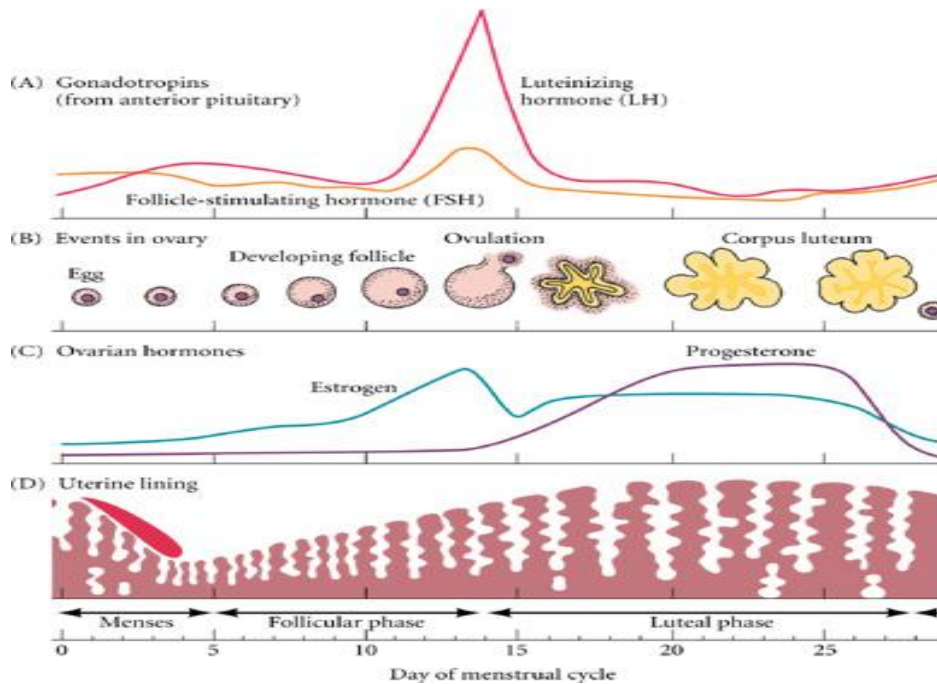 (A) Gonadotropins
(from anterior pituitary)
Luteinizing
hormone (LH)
Follicle-stimulating hormone (FSH)
(B) Events in ovary
Ovulation
Corpus luteum
Developing follicle
Egg
(C) Ovarian hormones
Progesterone
Estrogen
(D) Uterine lining
Menses
Follicular phase
Luteal phase
0 5 10 15 20 25
Day of menstrual cycle